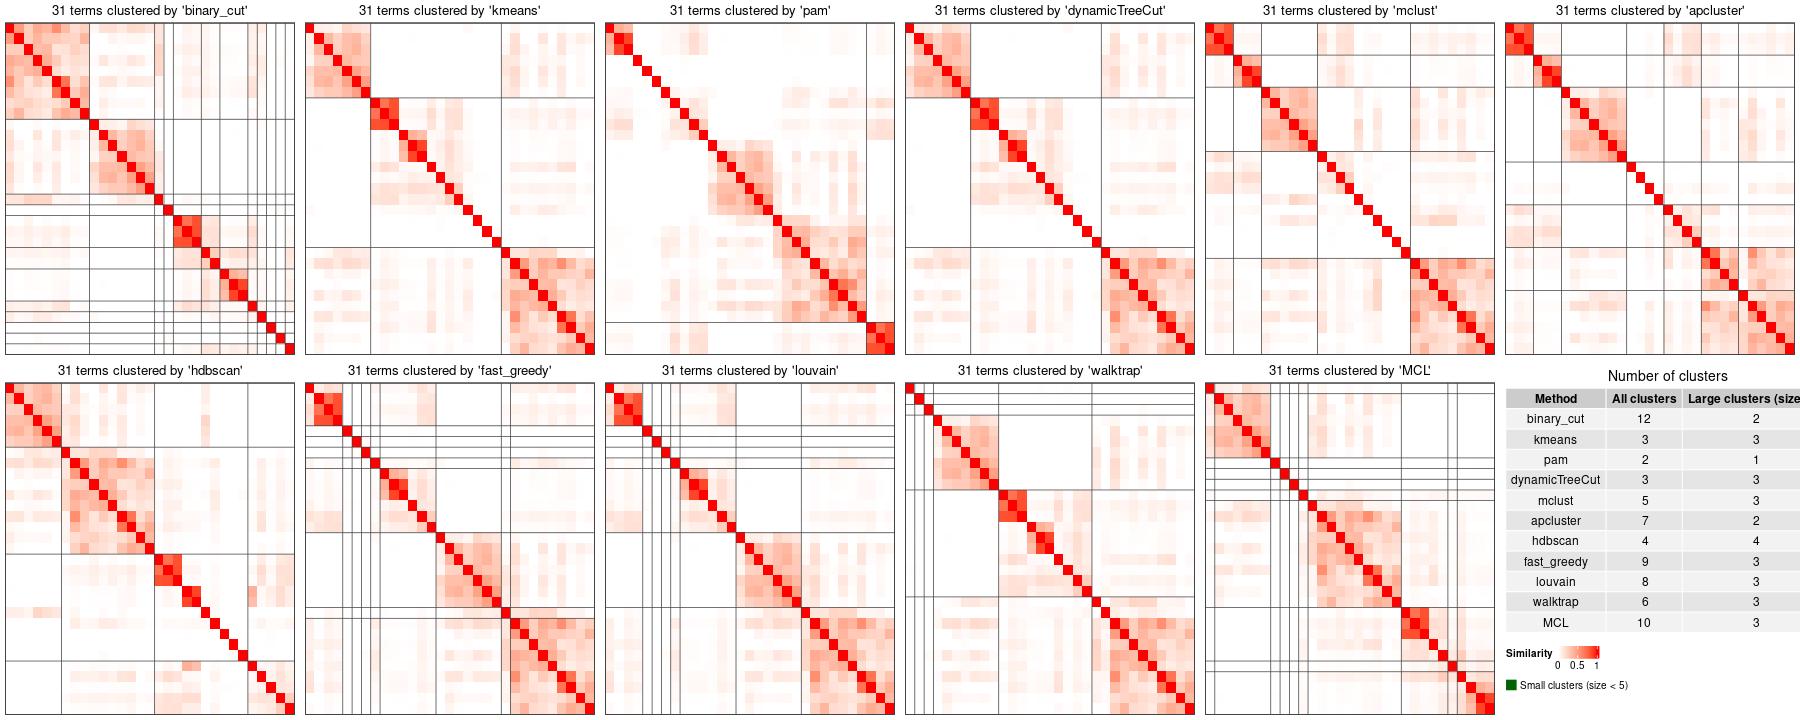 31 terms clustered by 'binary_cut'
31 terms clustered by 'kmeans'
31 terms clustered by 'pam'
31 terms clustered by 'dynamicTreeCut'
31 terms clustered by 'mclust'
31 terms clustered by 'apcluster'
31 terms clustered by 'hdbscan'
31 terms clustered by 'fast_greedy'
31 terms clustered by 'louvain'
31 terms clustered by 'walktrap'
31 terms clustered by 'MCL'
Number of clusters
Method All clusters Large clusters (size
binary_cut 12 2
kmeans 3 3
pam 2 1
dynamicTreeCut 3 3
mclust 5 3
apcluster 7 2
hdbscan 4 4
fast_greedy 9 3
louvain 8 3
walktrap 6 3
MCL 10 3
Similarity
0 0.5 1
Small clusters (size < 5)